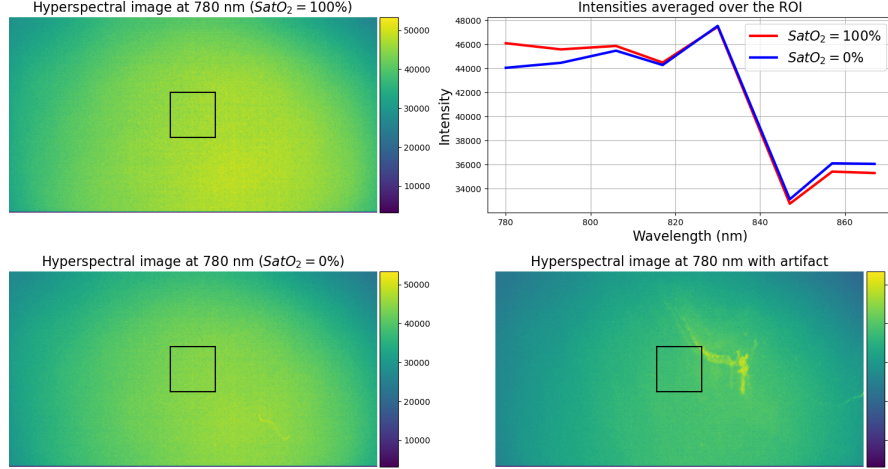 Hyperspectral image at 780 nm (SatO₂ = 100%)
50000
40000
30000
20000
10000
Intensities averaged over the ROI
48000
46000
44000
42000
40000
38000
36000
34000
Intensity
SatO₂ = 100%
SatO₂ = 0%
780
800
820
840
860
Wavelength (nm)
Hyperspectral image at 780 nm (SatO₂ = 0%)
50000
40000
30000
20000
10000
Hyperspectral image at 780 nm with artifact